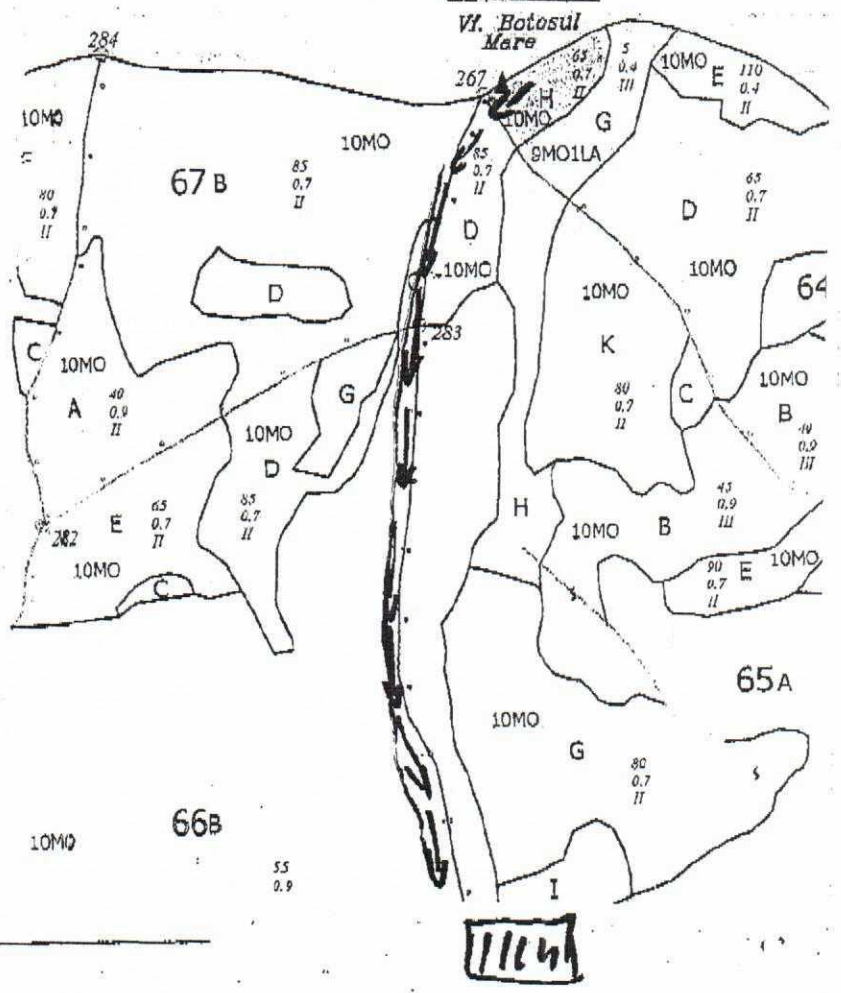 Vf. Botosul
Mare
284
267
10MO
80
0.7
II
67 B
10MO
85
0.7
II
H
10MO
65
0.7
II
5
0.4
III
G
9MO1LA
10MO
E
110
0.4
II
85
0.7
II
D
10MO
D
65
0.7
II
10MO
64
D
283
C
10MO
A
40
0.9
II
G
10MO
K
80
0.7
II
C
10MO
B
0.9
III
10MO
D
85
0.7
II
282
E
65
0.7
II
10MO
C
H
10MO
B
45
0.9
III
90
0.7
II
E
10MO
65A
10MO
G
80
0.7
II
66B
10MO
55
0.9
I